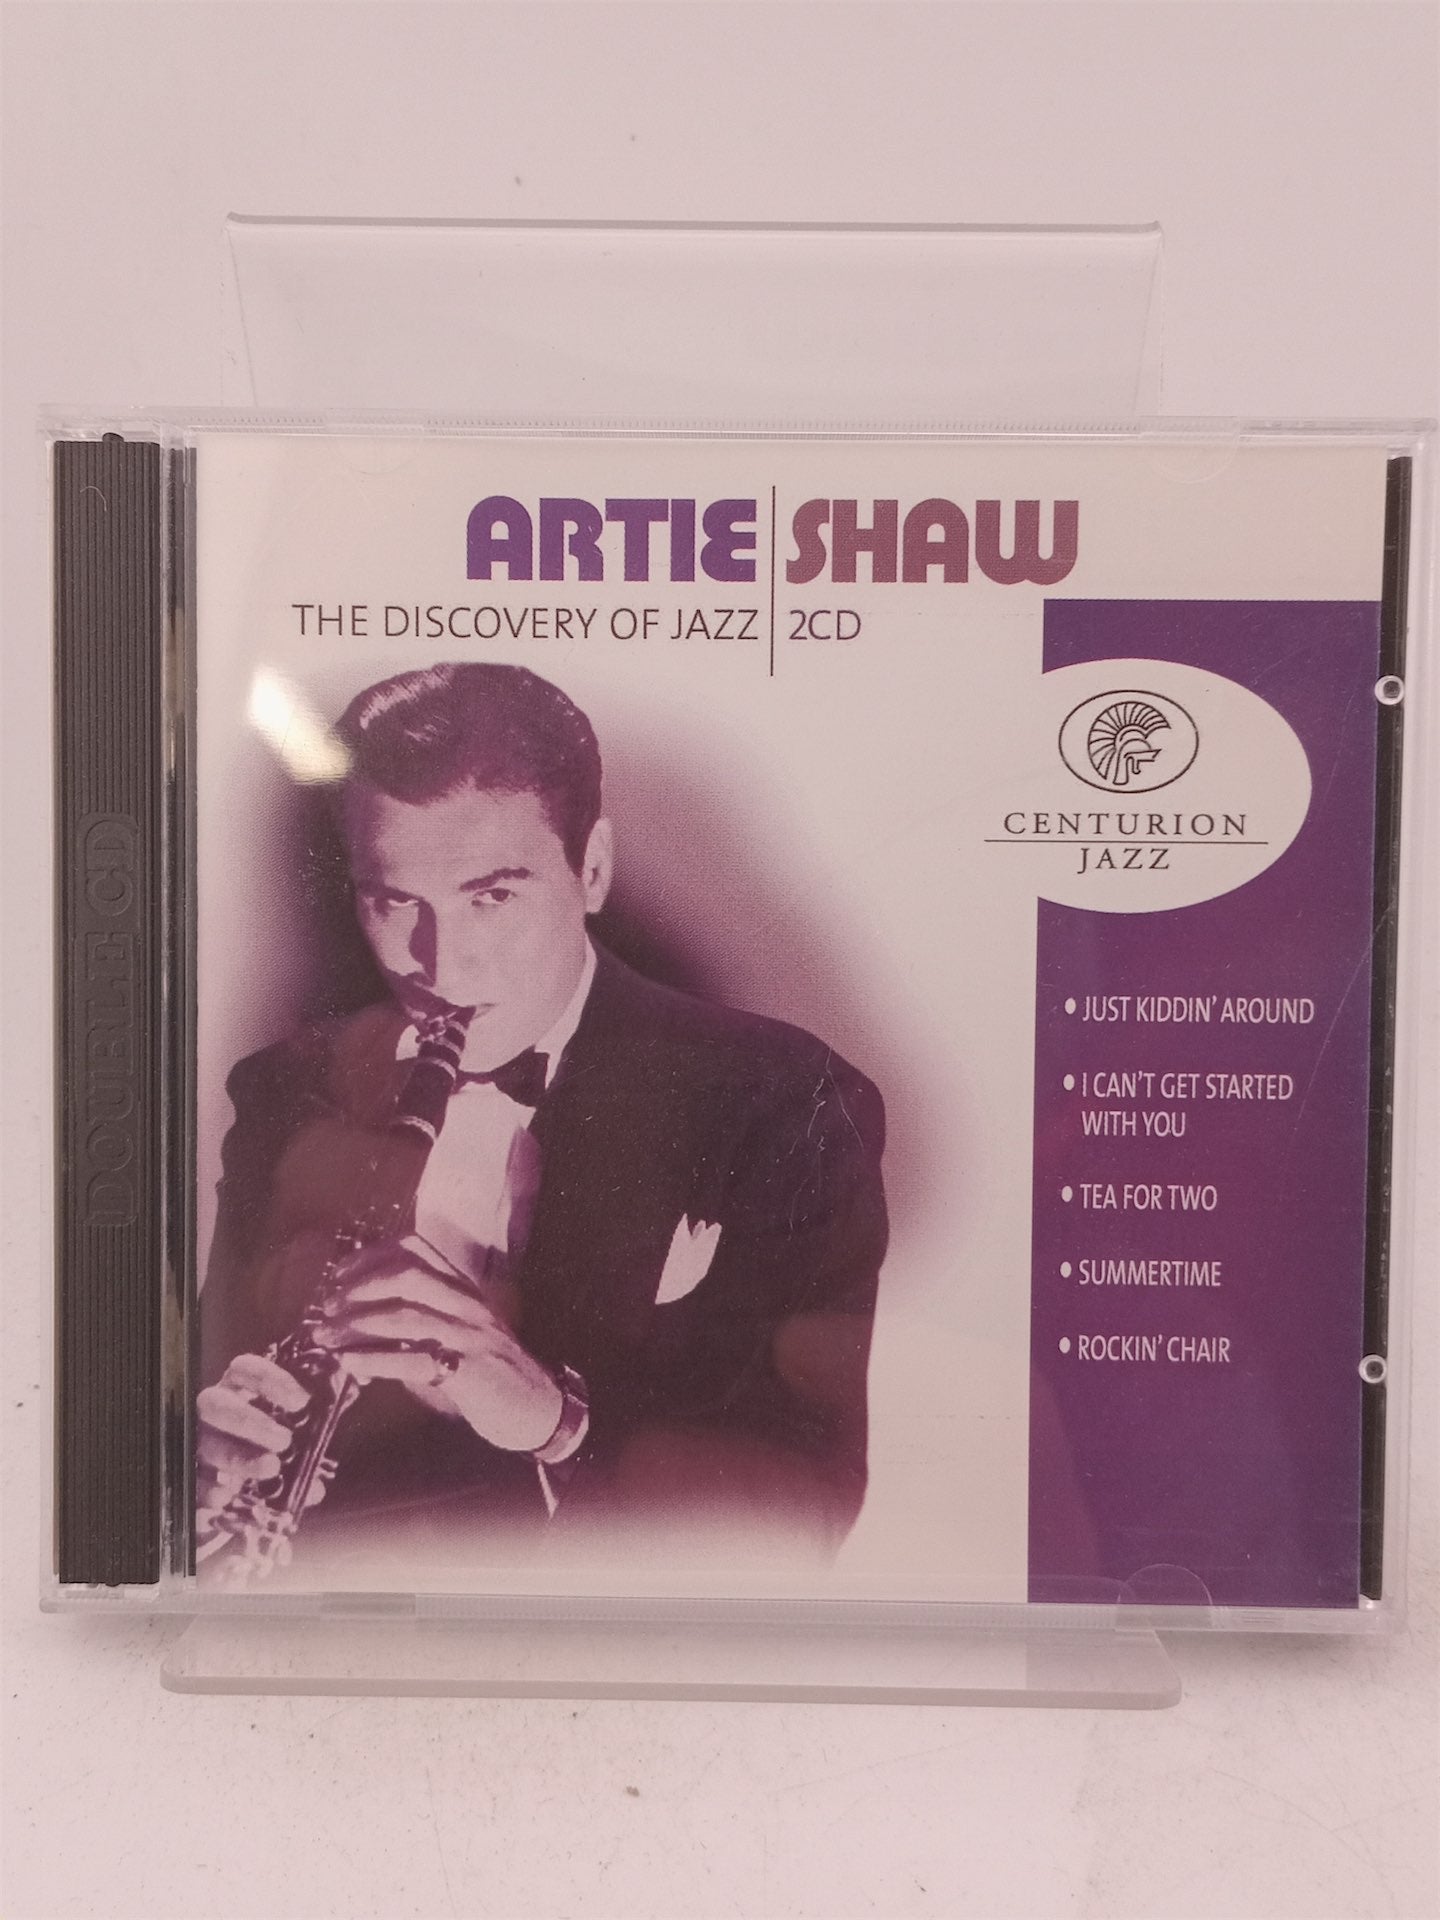 ARTIE SHAW
THE DISCOVERY OF JAZZ 2CD
CENTURION
JAZZ
• JUST KIDDIN' AROUND
• I CAN'T GET STARTED
WITH YOU
• TEA FOR TWO
• SUMMERTIME
• ROCKIN' CHAIR
DOUBLE CD